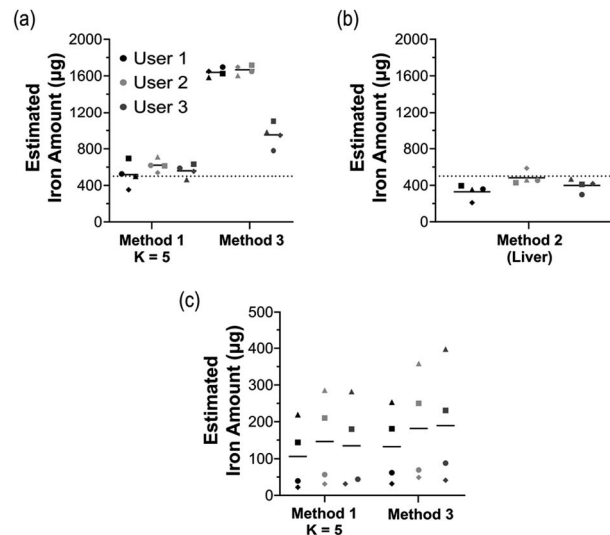 (a)
Estimated
Iron Amount (µg)
2000
1600
1200
800
400
0
User 1
User 2
User 3
Method 1
K = 5
Method 3
(b)
Estimated
Iron Amount (µg)
2000
1600
1200
800
400
0
Method 2
(Liver)
(c)
Estimated
Iron Amount (µg)
500
400
300
200
100
0
Method 1
K = 5
Method 3